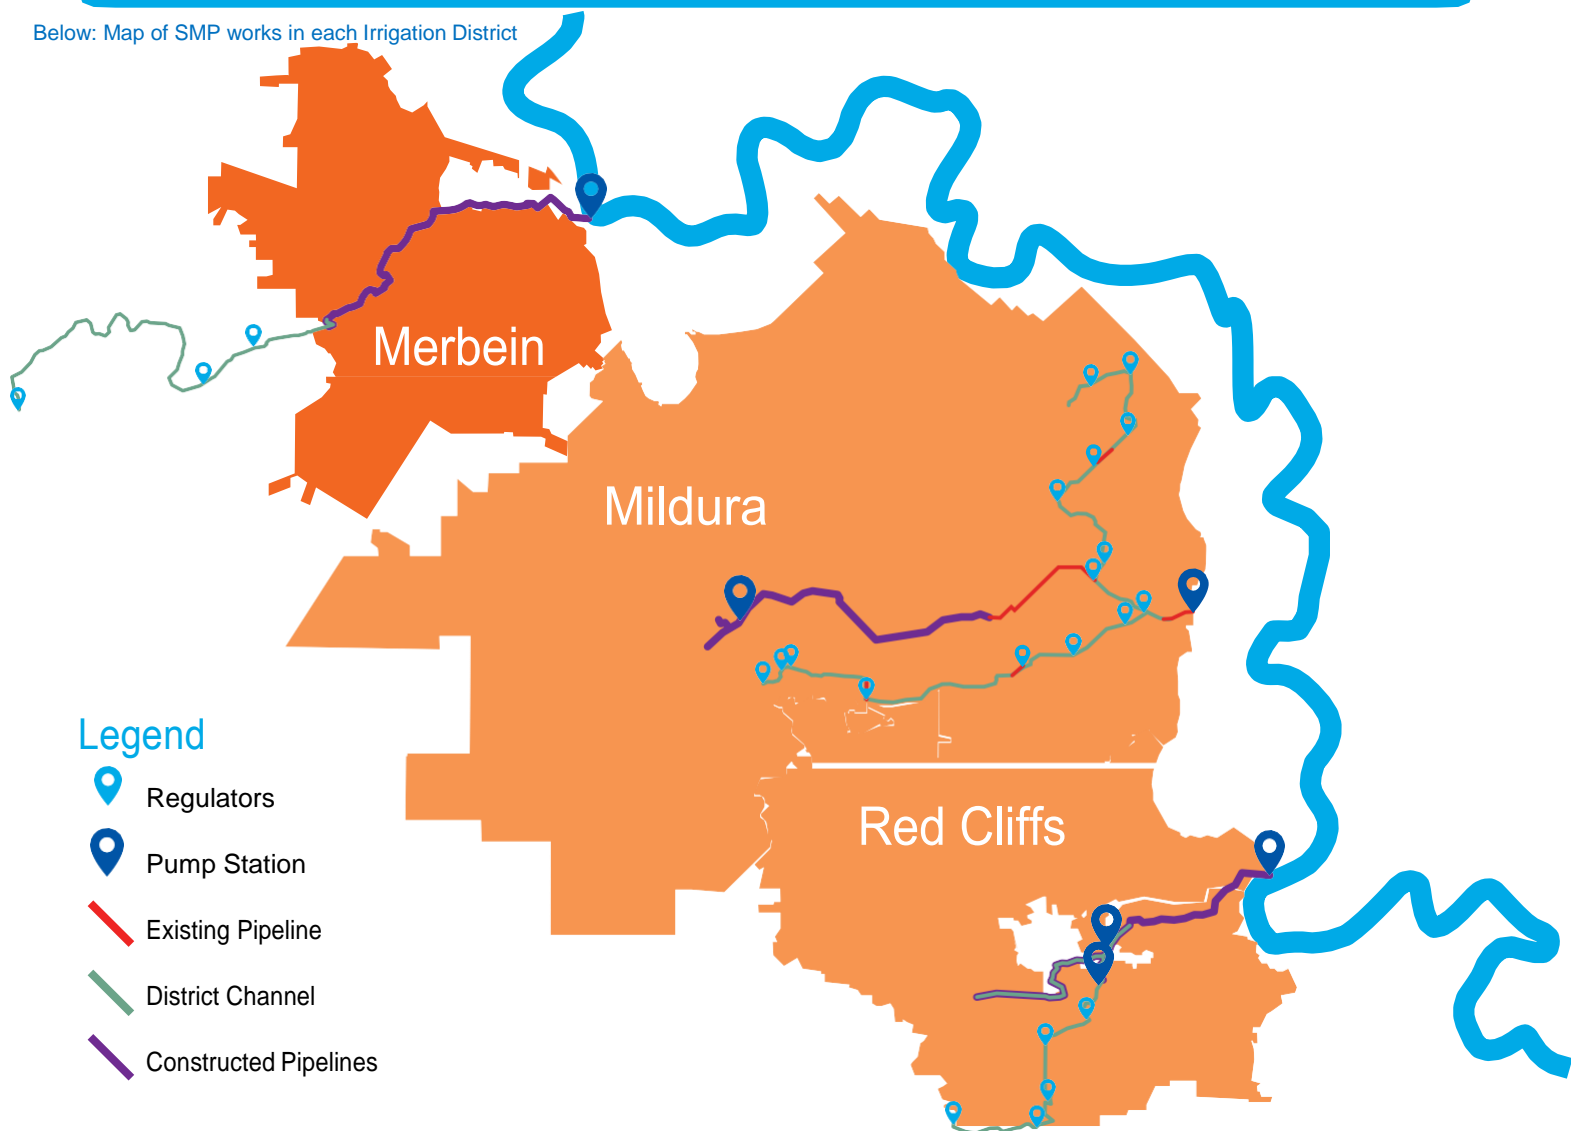 Below: Map of SMP works in each Irrigation District
Merbein
Mildura
Red Cliffs
Legend
Regulators
Pump Station
Existing Pipeline
District Channel
Constructed Pipelines